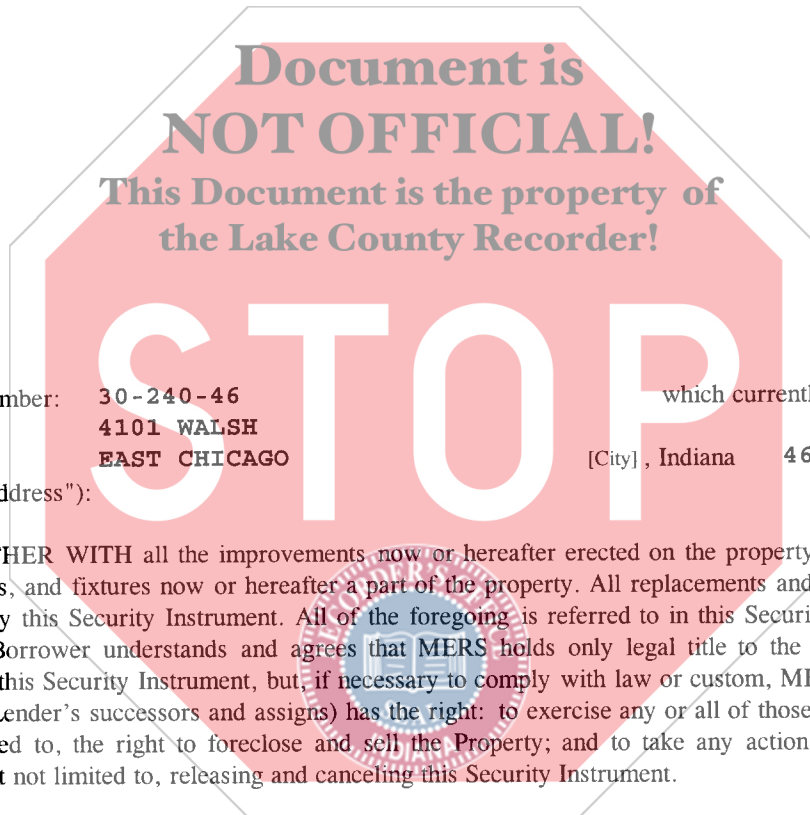 Document is
NOT OFFICIAL!
This Document is the property of
the Lake County Recorder!
STOP
mber: 30-240-46 which currentl
4101 WALSH
EAST CHICAGO [City] , Indiana 46
ddress"):
HER WITH all the improvements now or hereafter erected on the property
s, and fixtures now or hereafter a part of the property. All replacements and
y this Security Instrument. All of the foregoing is referred to in this Securi
Borrower understands and agrees that MERS holds only legal title to the
this Security Instrument, but, if necessary to comply with law or custom, M
Lender's successors and assigns) has the right: to exercise any or all of those
ed to, the right to foreclose and sell the Property; and to take any action
t not limited to, releasing and canceling this Security Instrument.
RECORDER'S
SEAL
INDIANA